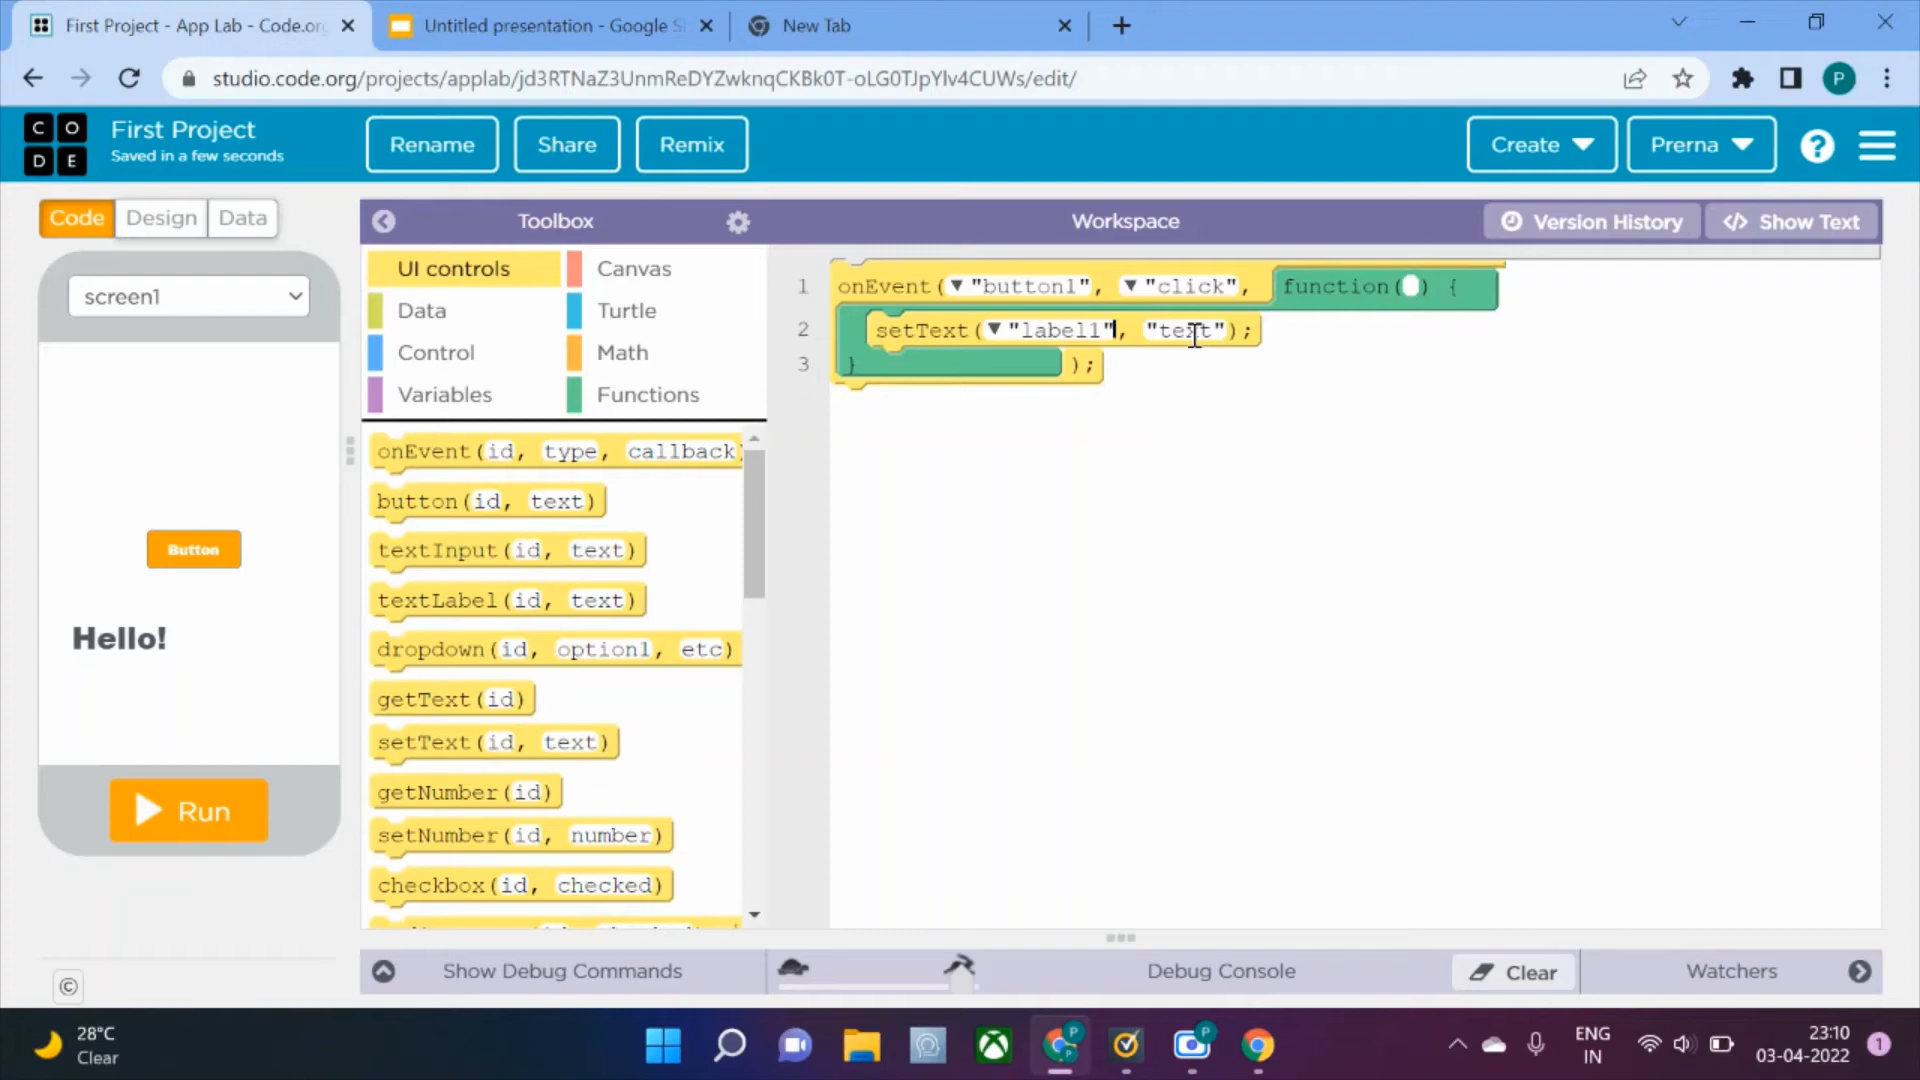 First Project - App Lab - Code.org
Untitled presentation - Google Sl
New Tab
studio.code.org/projects/applab/jd3RTNaZ3UnmReDYZwknqCKBk0T-oLG0TJpYlv4CUWs/edit/
P
CO
DE
First Project
Saved in a few seconds
Rename
Share
Remix
Create
Prerna
?
Code
Design
Data
Toolbox
Workspace
Version History
</> Show Text
screen1
UI controls
Canvas
Data
Turtle
Control
Math
Variables
Functions
1 onEvent( "button1", "click", function( ) {
2 setText( "label1", "text");
3 } );
onEvent(id, type, callback)
button(id, text)
textInput(id, text)
textLabel(id, text)
dropdown(id, option1, etc)
getText(id)
setText(id, text)
getNumber(id)
setNumber(id, number)
checkbox(id, checked)
Button
Hello!
Run
©
Show Debug Commands
Debug Console
Clear
Watchers
28°C
Clear
P
P
P
ENG
IN
23:10
03-04-2022
1